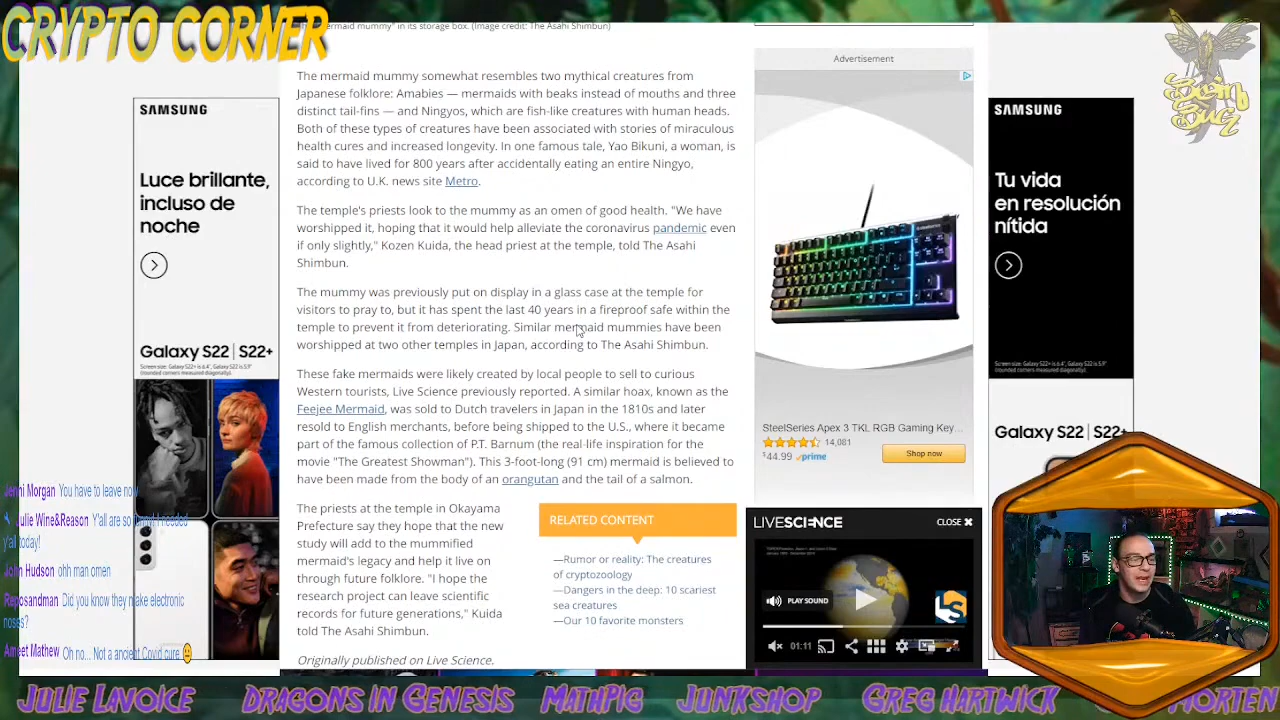 CRYPTO CORNER
mermaid mummy" in its storage box. (Image credit: The Asahi Shimbun)
The mermaid mummy somewhat resembles two mythical creatures from
Japanese folklore: Amabies — mermaids with beaks instead of mouths and three
distinct tail-fins — and Ningyos, which are fish-like creatures with human heads.
Both of these types of creatures have been associated with stories of miraculous
health cures and increased longevity. In one famous tale, Yao Bikuni, a woman, is
said to have lived for 800 years after accidentally eating an entire Ningyo,
according to U.K. news site Metro.
The temple's priests look to the mummy as an omen of good health. "We have
worshipped it, hoping that it would help alleviate the coronavirus pandemic even
if only slightly," Kozen Kuida, the head priest at the temple, told The Asahi
Shimbun.
The mummy was previously put on display in a glass case at the temple for
visitors to pray to, but it has spent the last 40 years in a fireproof safe within the
temple to prevent it from deteriorating. Similar mermaid mummies have been
worshipped at two other temples in Japan, according to The Asahi Shimbun.
These hoax mermaids were likely created by local people to sell to curious
Western tourists, Live Science previously reported. A similar hoax, known as the
Feejee Mermaid, was sold to Dutch travelers in Japan in the 1810s and later
resold to English merchants, before being shipped to the U.S., where it became
part of the famous collection of P.T. Barnum (the real-life inspiration for the
movie "The Greatest Showman"). This 3-foot-long (91 cm) mermaid is believed to
have been made from the body of an orangutan and the tail of a salmon.
The priests at the temple in Okayama
Prefecture say they hope that the new
study will add to the mummified
mermaid's legacy and help it live on
through future folklore. "I hope the
research project can leave scientific
records for future generations," Kuida
told The Asahi Shimbun.
Originally published on Live Science.
RELATED CONTENT
—Rumor or reality: The creatures
of cryptozoology
—Dangers in the deep: 10 scariest
sea creatures
—Our 10 favorite monsters
SAMSUNG
Luce brillante,
incluso de
noche
Galaxy S22 | S22+
Screen size: Galaxy S22+ is 6.4", Galaxy S22 is 5.9"
(rounded corners measured diagonally).
Morgan You have to leave now
Julie Wine&Reason Y'all are so funny! I needed
today!
Hudson ohh man omen
Did you know they make electronic
noses?
Ameet Mathew Oh no... Not a ancient Covid cure
Advertisement
SteelSeries Apex 3 TKL RGB Gaming Key...
14,081
$44.99 prime
Shop now
LIVESCIENCE
CLOSE ✖
PLAY SOUND
01:11
SAMSUNG
Tu vida
en resolución
nítida
Screen size: Galaxy S22+ is 6.4", Galaxy S22 is 5.9"
(rounded corners measured diagonally).
Galaxy S22 | S22+
JULIE LAVOIE DRAGONS IN GENESIS MATHPIG JUNKSHOP GREG HARTWICK MORTEN